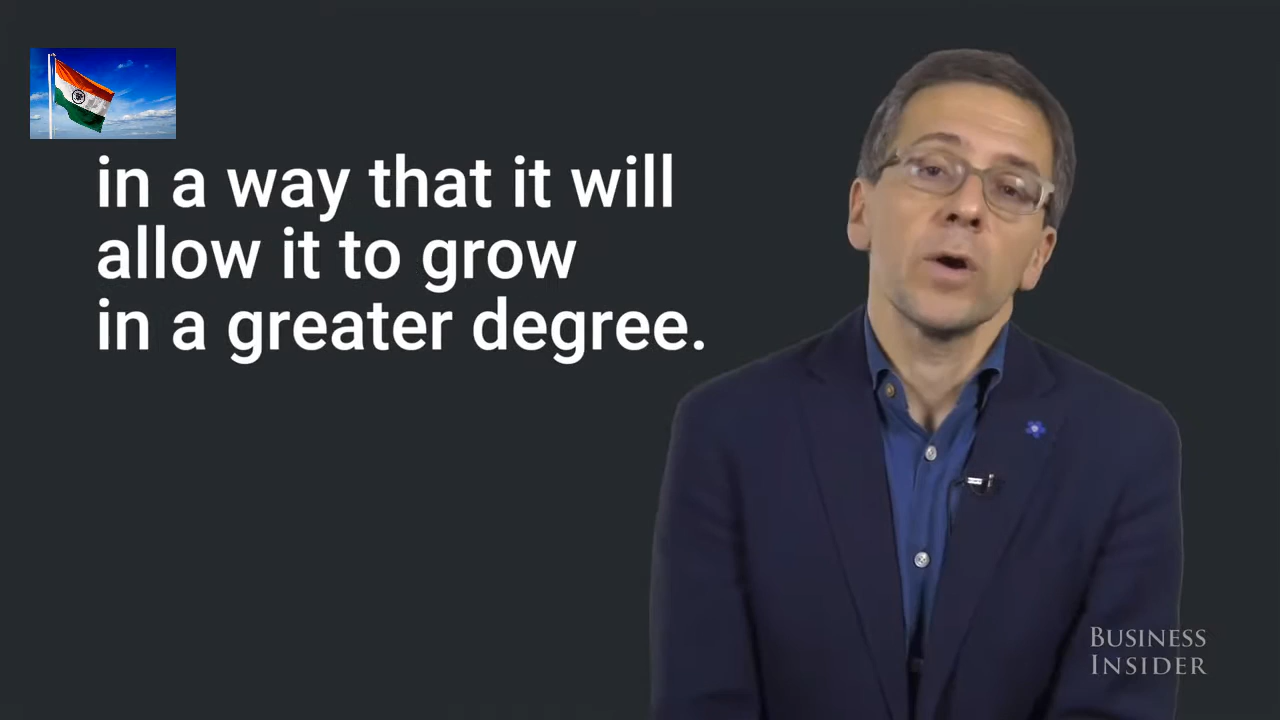 in a way that it will
allow it to grow
in a greater degree.
BUSINESS
INSIDER